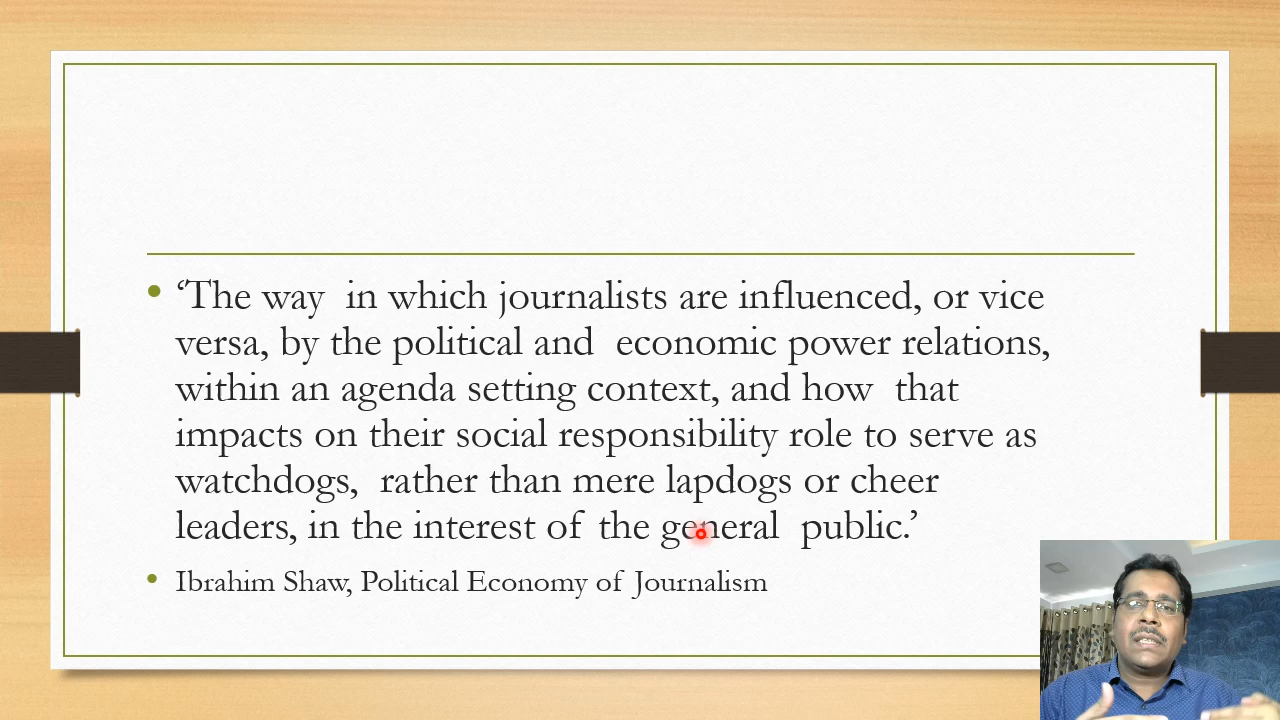 ‘The way in which journalists are influenced, or vice
versa, by the political and economic power relations,
within an agenda setting context, and how that
impacts on their social responsibility role to serve as
watchdogs, rather than mere lapdogs or cheer
leaders, in the interest of the general public.’
Ibrahim Shaw, Political Economy of Journalism